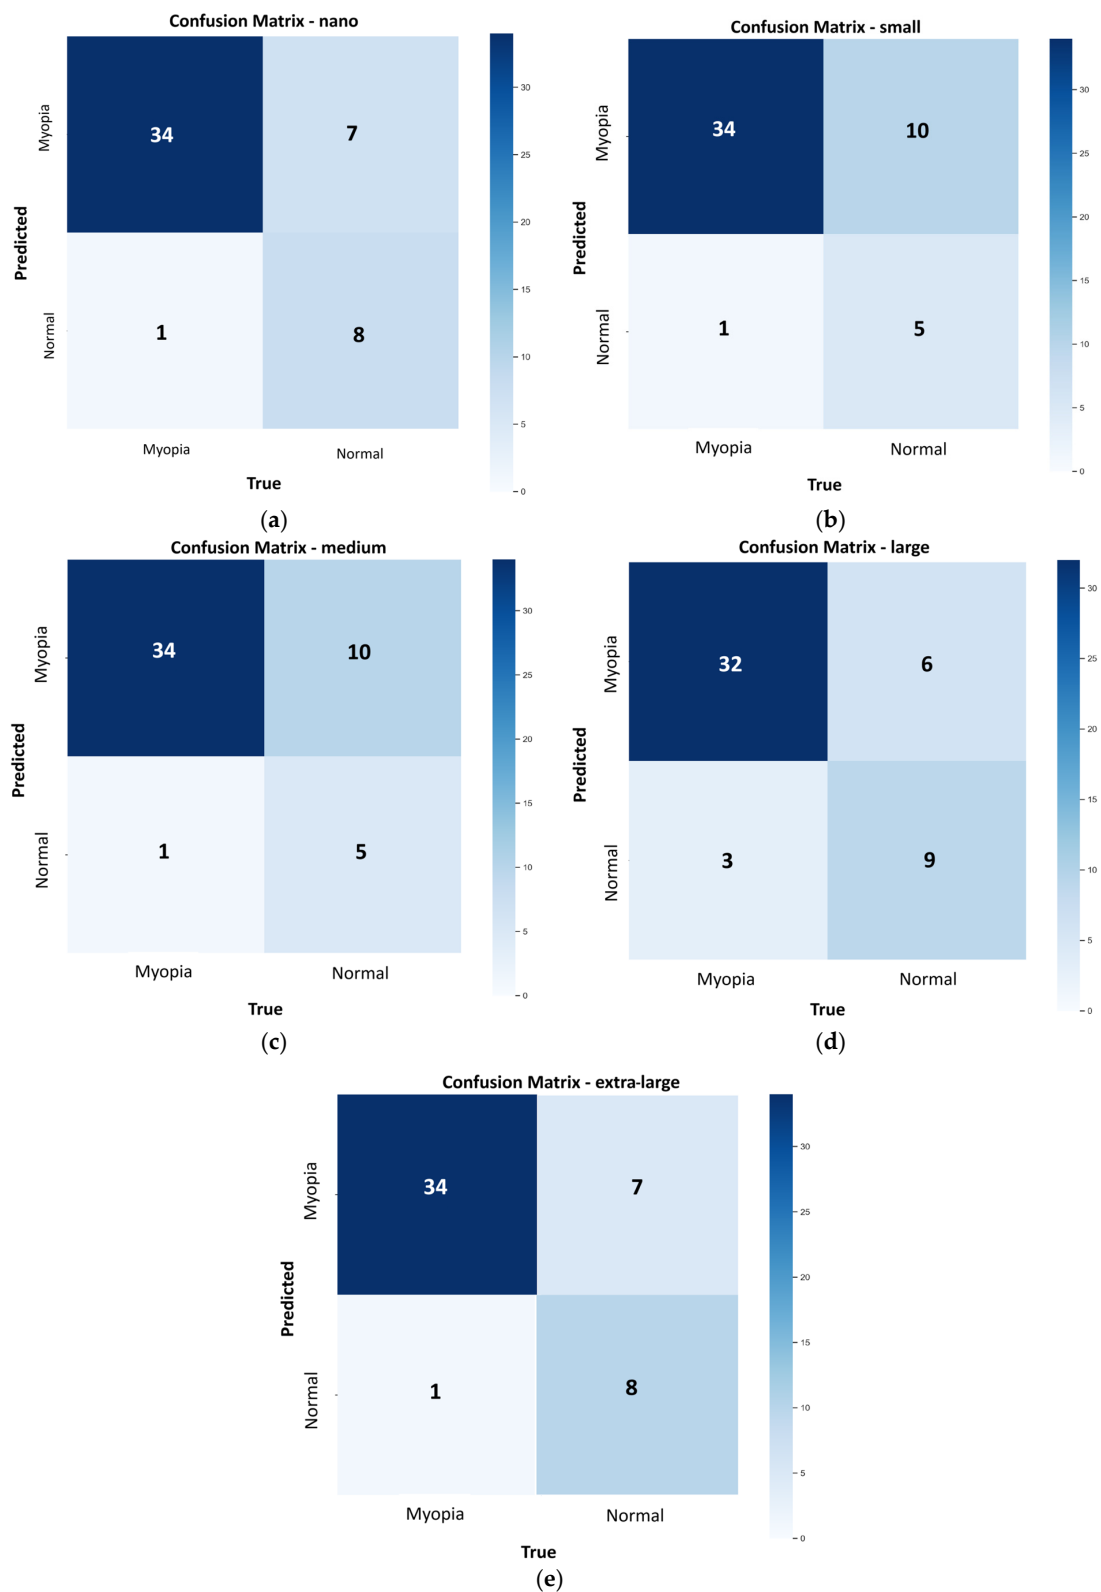 Confusion Matrix - nano
Myopia
Normal
Predicted
34
7
1
8
Myopia
Normal
True
30
25
20
15
10
5
0
(a)
Confusion Matrix - small
Myopia
Normal
Predicted
34
10
1
5
Myopia
Normal
True
30
25
20
15
10
5
0
(b)
Confusion Matrix - medium
Myopia
Normal
Predicted
34
10
1
5
Myopia
Normal
True
30
25
20
15
10
5
0
(c)
Confusion Matrix - large
Myopia
Normal
Predicted
32
6
3
9
Myopia
Normal
True
30
25
20
15
10
5
0
(d)
Confusion Matrix - extra-large
Myopia
Normal
Predicted
34
7
1
8
Myopia
Normal
True
30
25
20
15
10
5
0
(e)